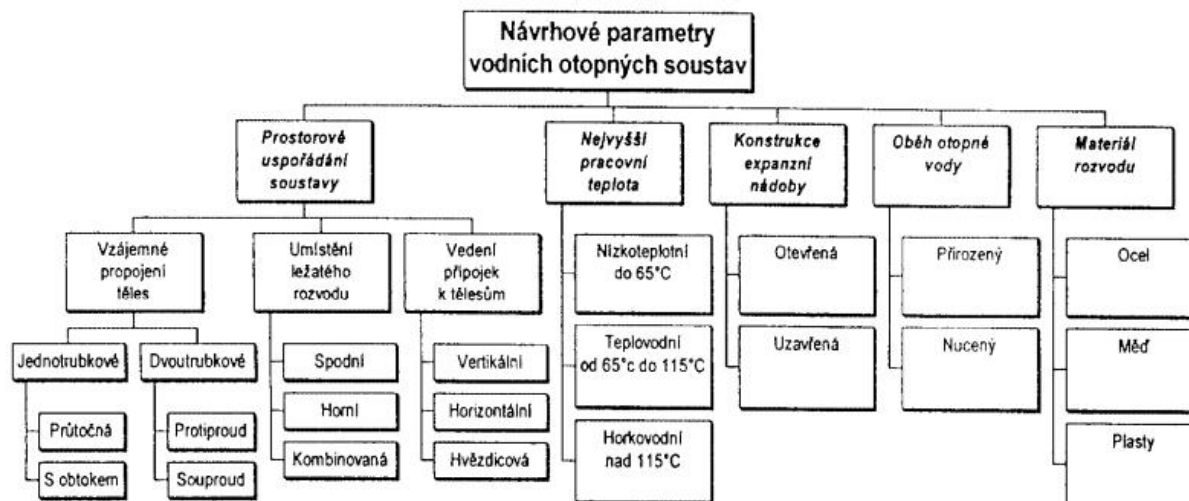 Návrhové parametry
vodních otopných soustav
Prostorové
uspořádání
soustavy
Nejvyšší
pracovní
teplota
Konstrukce
expanzní
nádoby
Oběh otopné
vody
Materiál
rozvodu
Vzájemné
propojení
těles
Umístění
ležatého
rozvodu
Vedení
přípojek
k tělesům
Nízkoteplotní
do 65°C
Otevřená
Přirozený
Ocel
Jednotrubkové
Dvoutrubkové
Spodní
Vertikální
Teplovodní
od 65°c do 115°C
Uzavřená
Nucený
Měď
Průtočná
Protiproud
Horní
Horizontální
S obtokem
Souproud
Kombinovaná
Hvězdicová
Horkovodní
nad 115°C
Plasty